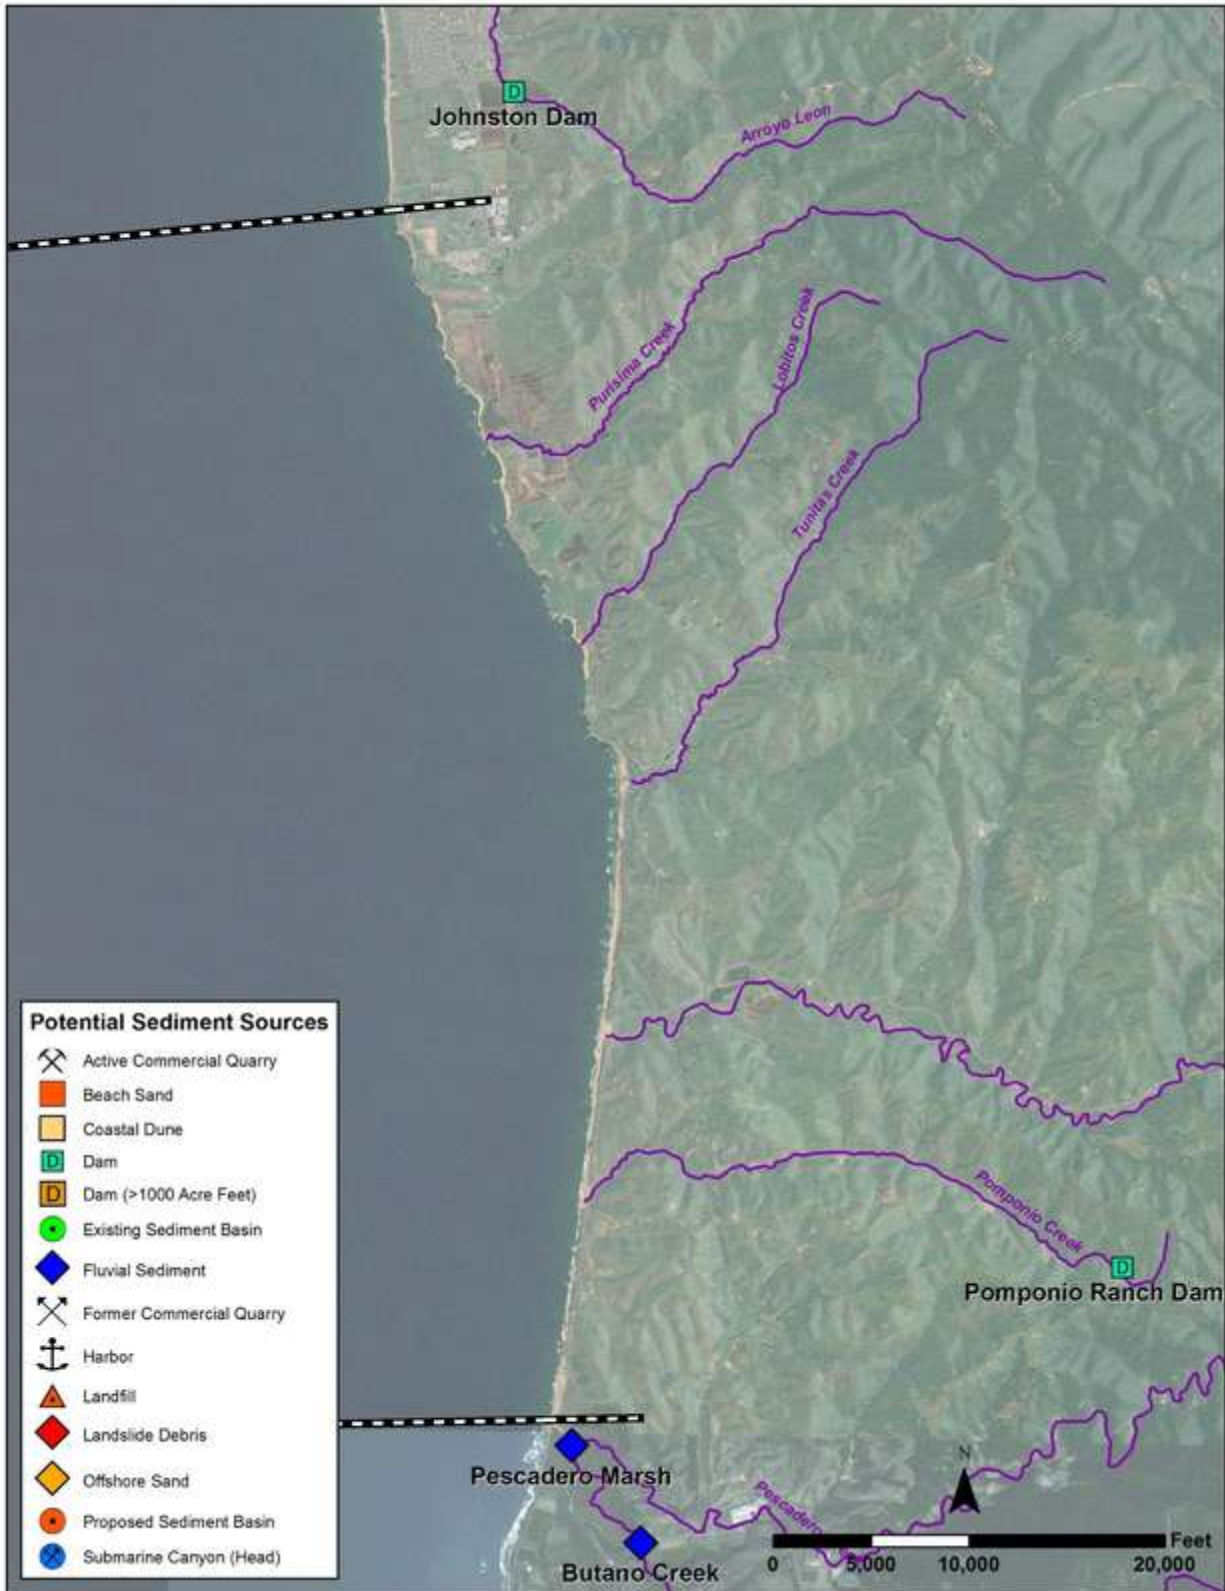 D
Johnston Dam
Arroyo Leon
Purisima Creek
Lobitos Creek
Tunitas Creek
Pomponio Creek
D
Pomponio Ranch Dam
Potential Sediment Sources
Active Commercial Quarry
Beach Sand
Coastal Dune
D Dam
D Dam (>1000 Acre Feet)
Existing Sediment Basin
Fluvial Sediment
Former Commercial Quarry
Harbor
Landfill
Landslide Debris
Offshore Sand
Proposed Sediment Basin
Submarine Canyon (Head)
Pescadero Marsh
Pescadero
Butano Creek
N
Feet
0 5,000 10,000 20,000